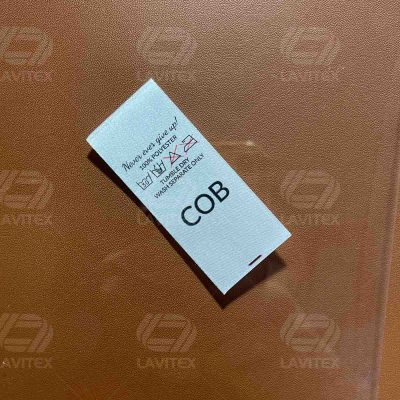 Never ever give up!
100% POLYESTER
TUMBLE DRY
WASH SEPARATE ONLY
COB
LAVITEX
LAVITEX
LAVITEX
LAVITEX
LAVITEX
LAVITEX
LAVITEX
LAVITEX